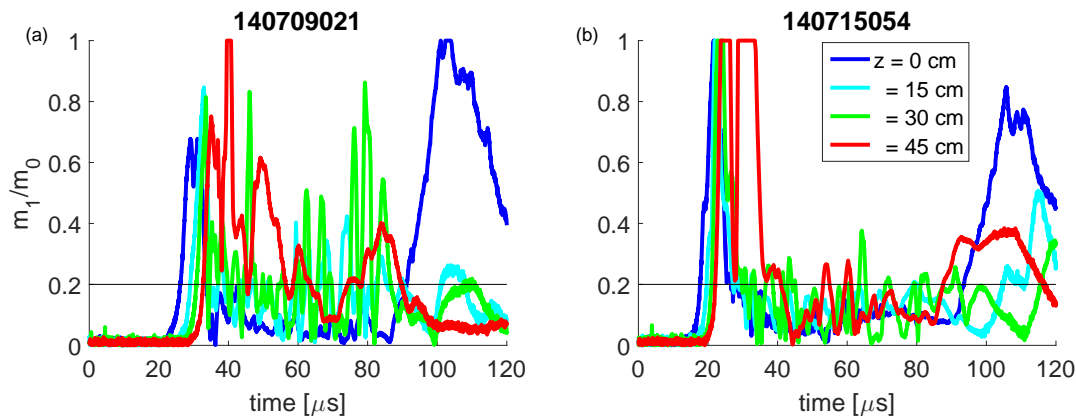 140709021
140715054
(a)
(b)
m1/m0
1
0.8
0.6
0.4
0.2
0
0 20 40 60 80 100 120
time [μs]
1
0.8
0.6
0.4
0.2
0
0 20 40 60 80 100 120
time [μs]
z = 0 cm
= 15 cm
= 30 cm
= 45 cm